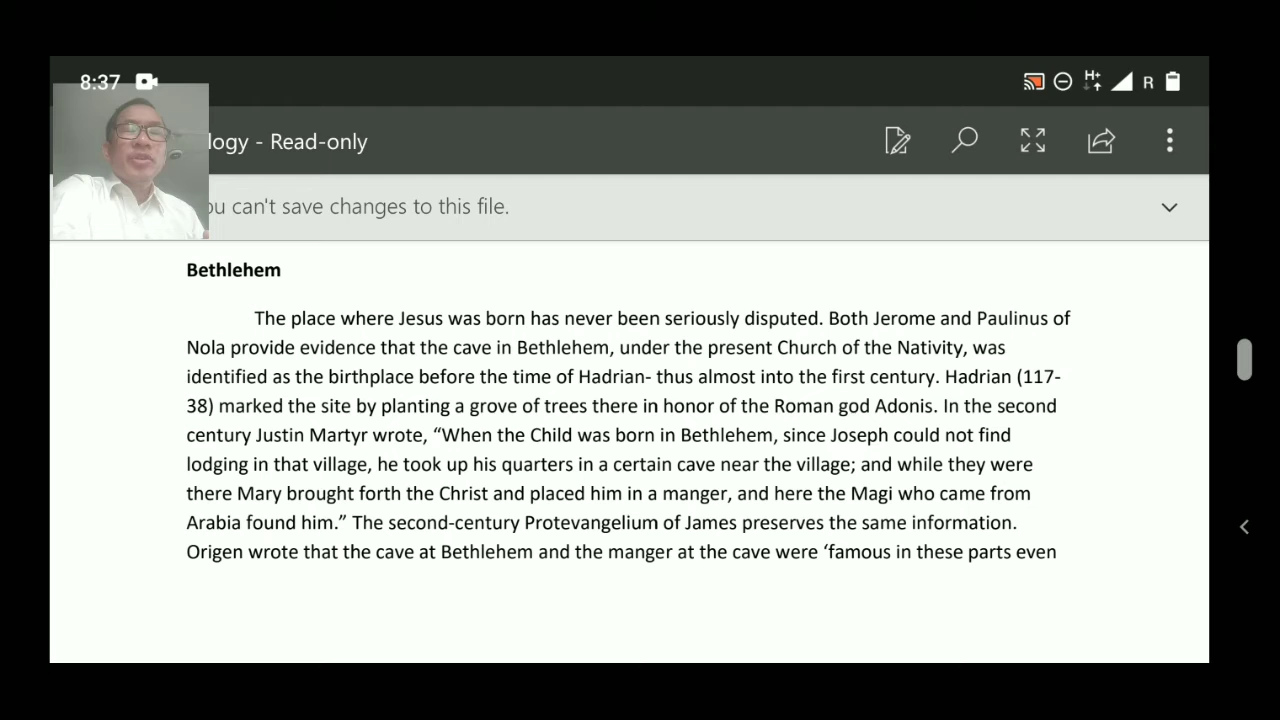 8:37
H+
R
logy - Read-only
ou can't save changes to this file.
Bethlehem
The place where Jesus was born has never been seriously disputed. Both Jerome and Paulinus of
Nola provide evidence that the cave in Bethlehem, under the present Church of the Nativity, was
identified as the birthplace before the time of Hadrian- thus almost into the first century. Hadrian (117-
38) marked the site by planting a grove of trees there in honor of the Roman god Adonis. In the second
century Justin Martyr wrote, “When the Child was born in Bethlehem, since Joseph could not find
lodging in that village, he took up his quarters in a certain cave near the village; and while they were
there Mary brought forth the Christ and placed him in a manger, and here the Magi who came from
Arabia found him.” The second-century Protevangelium of James preserves the same information.
Origen wrote that the cave at Bethlehem and the manger at the cave were ‘famous in these parts even